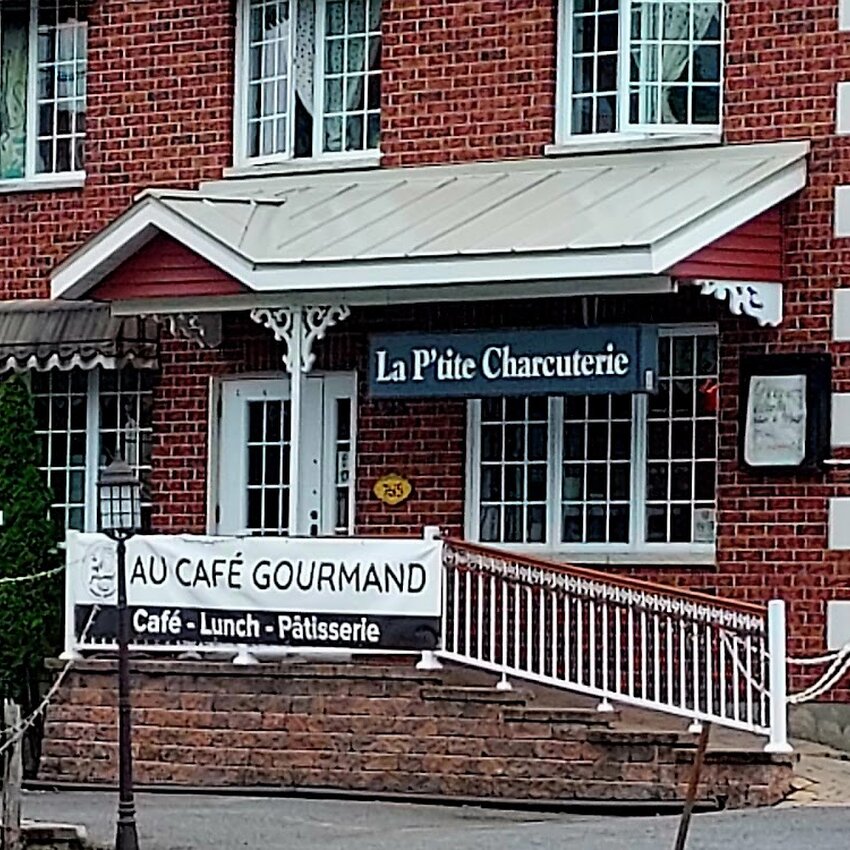 La P'tite Charcuterie
AU CAFÉ GOURMAND
Café - Lunch - Pâtisserie